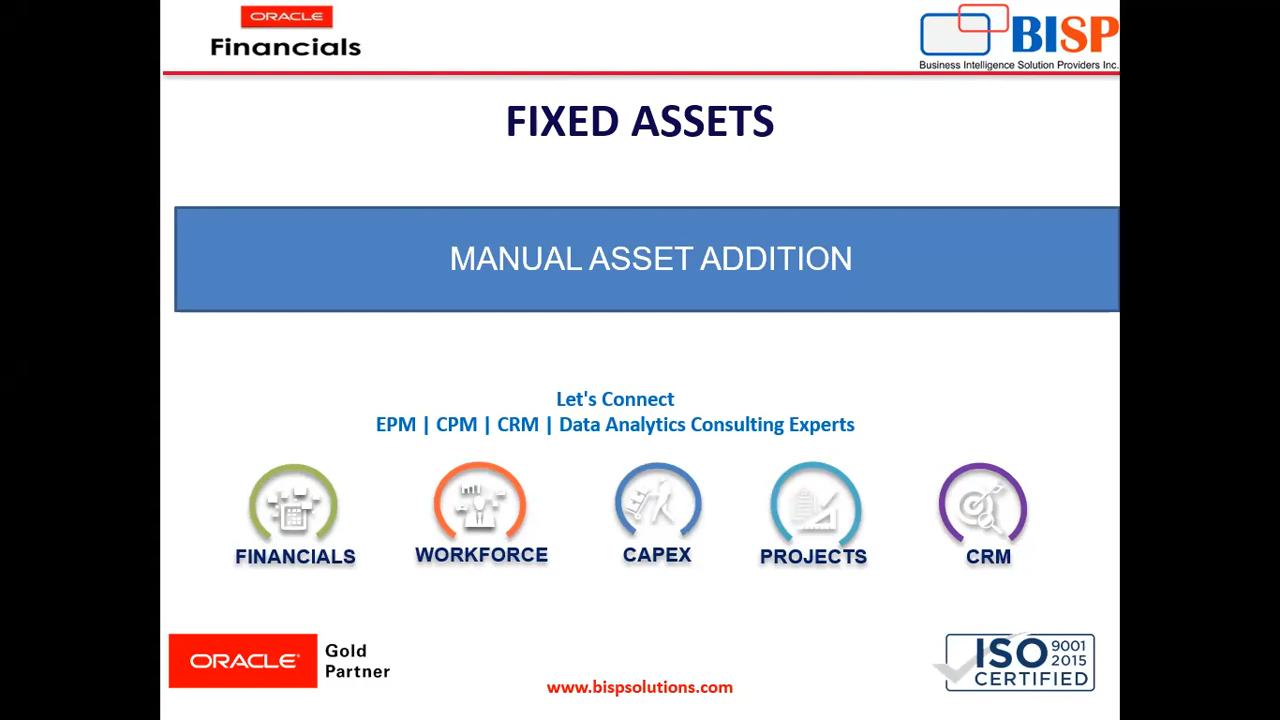 ORACLE
Financials
BISP
Business Intelligence Solution Providers Inc.
FIXED ASSETS
MANUAL ASSET ADDITION
Let's Connect
EPM | CPM | CRM | Data Analytics Consulting Experts
FINANCIALS
WORKFORCE
CAPEX
PROJECTS
CRM
ORACLE®
Gold
Partner
www.bispsolutions.com
ISO
9001
2015
CERTIFIED